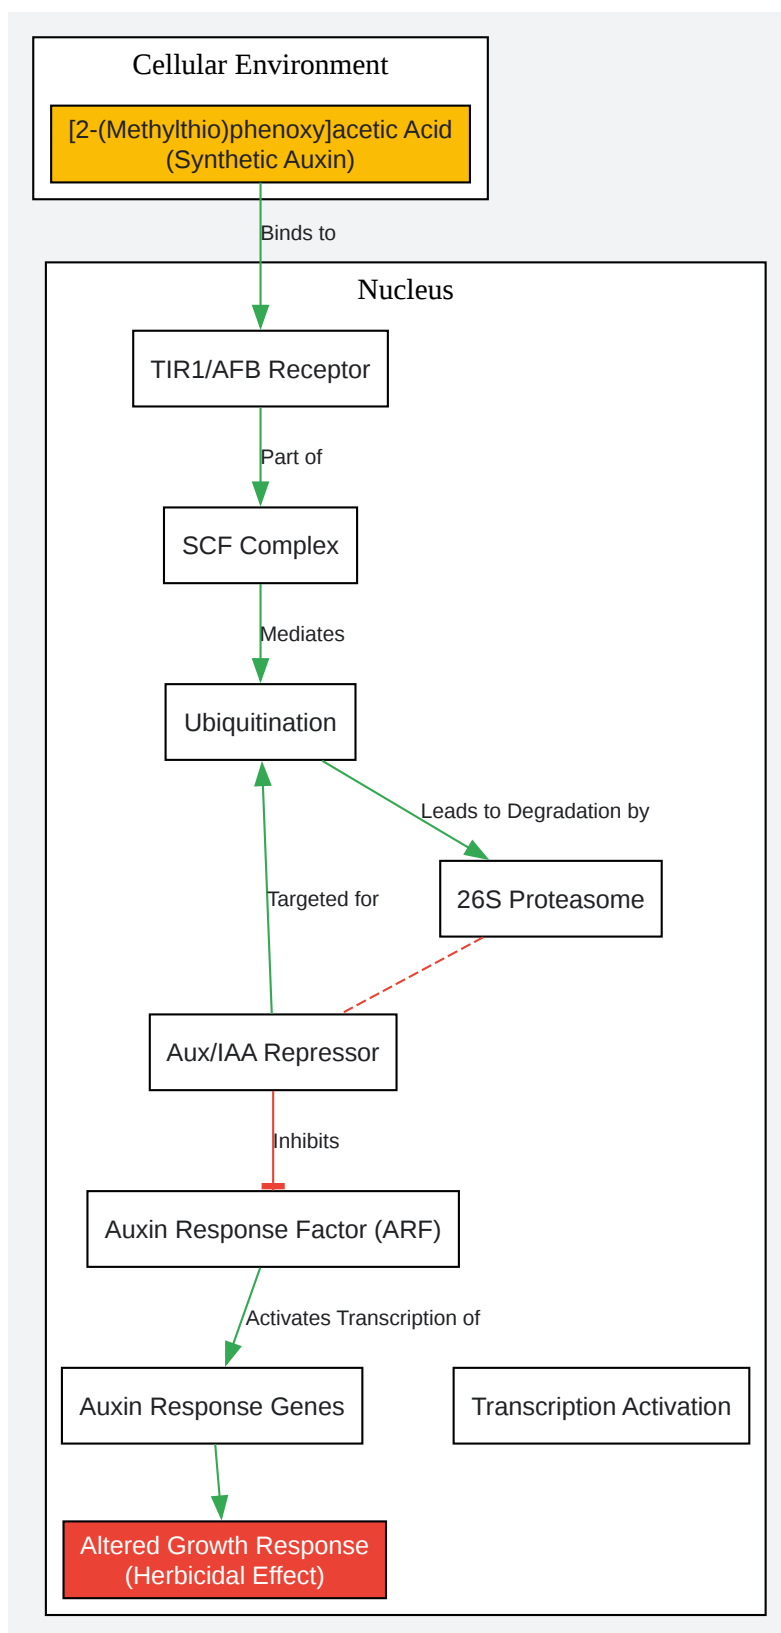 Cellular Environment
[2-(Methylthio)phenoxy]acetic Acid
(Synthetic Auxin)
Binds to
Nucleus
TIR1/AFB Receptor
Part of
SCF Complex
Mediates
Ubiquitination
Leads to Degradation by
Targeted for
26S Proteasome
Aux/IAA Repressor
Inhibits
Auxin Response Factor (ARF)
Activates Transcription of
Auxin Response Genes
Transcription Activation
Altered Growth Response
(Herbicidal Effect)